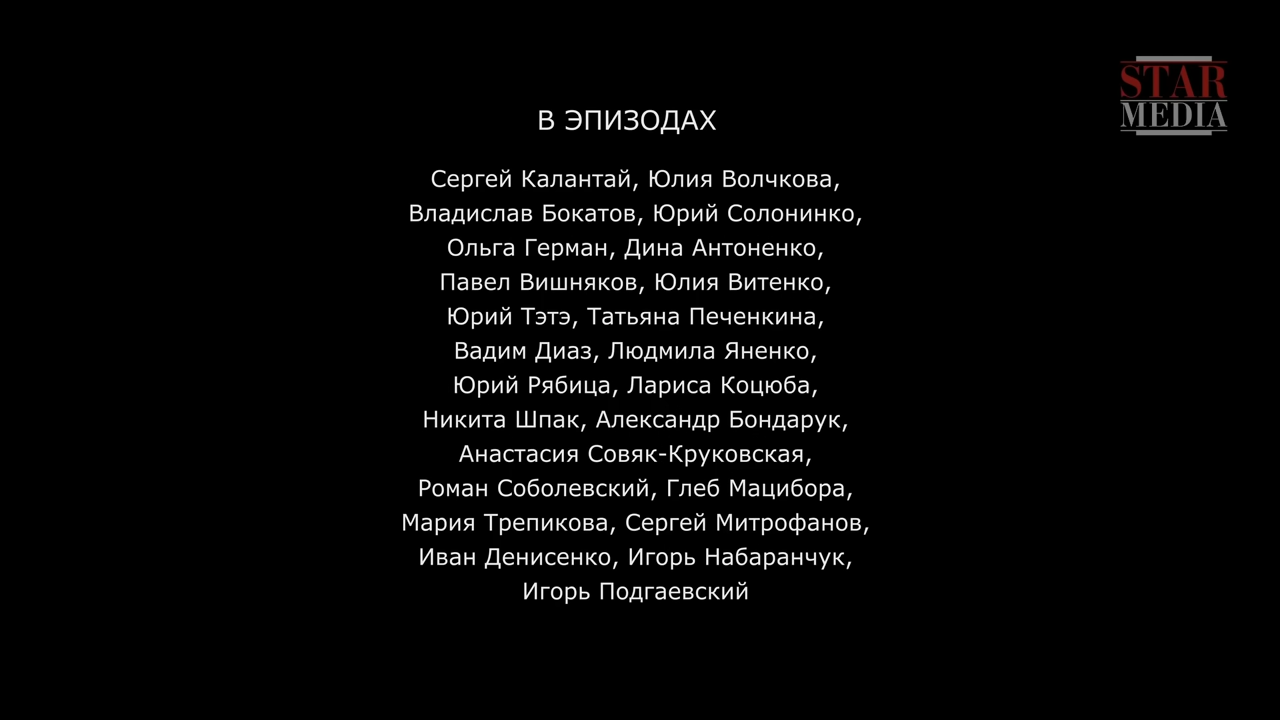 STAR
MEDIA
В ЭПИЗОДАХ
Сергей Калантай, Юлия Волчкова,
Владислав Бокатов, Юрий Солонинко,
Ольга Герман, Дина Антоненко,
Павел Вишняков, Юлия Витенко,
Юрий Тэтэ, Татьяна Печенкина,
Вадим Диаз, Людмила Яненко,
Юрий Рябица, Лариса Коцюба,
Никита Шпак, Александр Бондарук,
Анастасия Совяк-Круковская,
Роман Соболевский, Глеб Мацибора,
Мария Трепикова, Сергей Митрофанов,
Иван Денисенко, Игорь Набаранчук,
Игорь Подгаевский